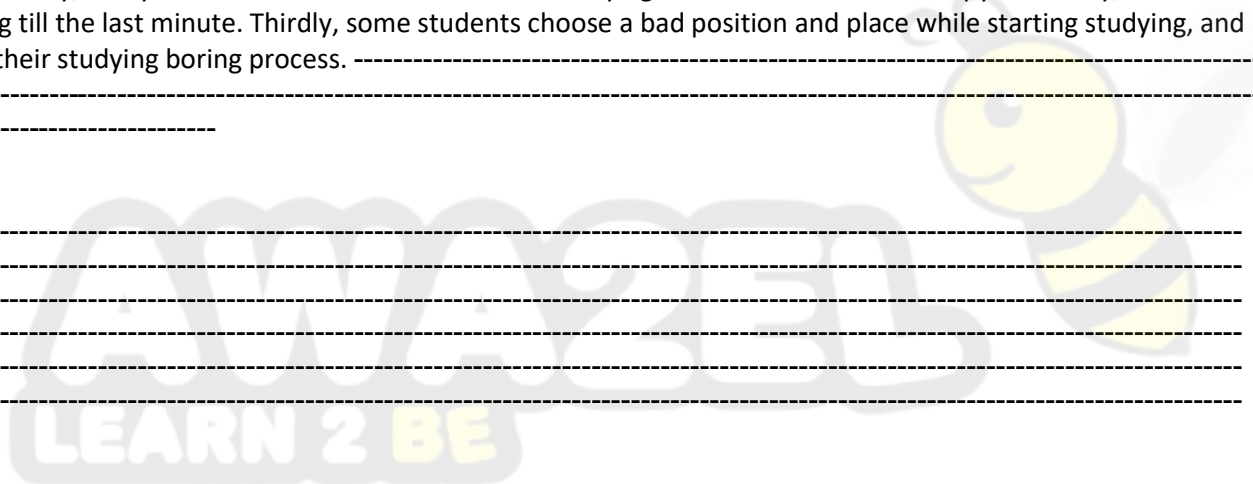 g till the last minute. Thirdly, some students choose a bad position and place while starting studying, and
their studying boring process. ----------------------------------------------------------------------------------------------
AWA2EL
LEARN 2 BE